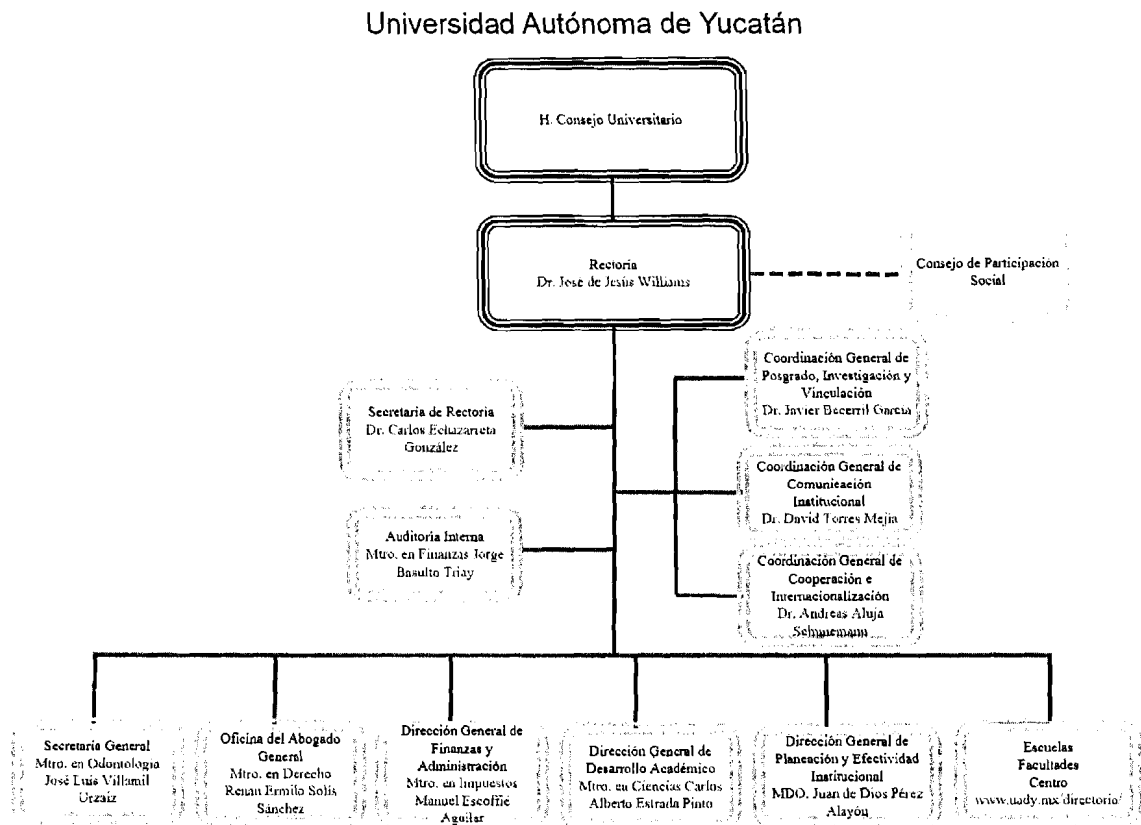 Universidad Autónoma de Yucatán
H. Consejo Universitario
Rectoría
Dr. José de Jesús Williams
Consejo de Participación
Social
Coordinación General de
Posgrado, Investigación y
Vinculación
Dr. Javier Becerril García
Secretaría de Rectoría
Dr. Carlos Echazarreta
González
Coordinación General de
Comunicación
Institucional
Dr. David Torres Mejía
Auditoría Interna
Mtro. en Finanzas Jorge
Basulto Triay
Coordinación General de
Cooperación e
Internacionalización
Dr. Andreas Aluja
Schunemann
Secretaría General
Mtro. en Odontología
José Luis Villamil
Urzaiz
Oficina del Abogado
General
Mtro. en Derecho
Renán Ermilo Solís
Sánchez
Dirección General de
Finanzas y
Administración
Mtro. en Impuestos
Manuel Escoffié
Aguilar
Dirección General de
Desarrollo Académico
Mtro. en Ciencias Carlos
Alberto Estrada Pinto
Dirección General de
Planeación y Efectividad
Institucional
MDO. Juan de Dios Pérez
Alayón
Escuelas
Facultades
Centro
www.uady.mx/directorio/